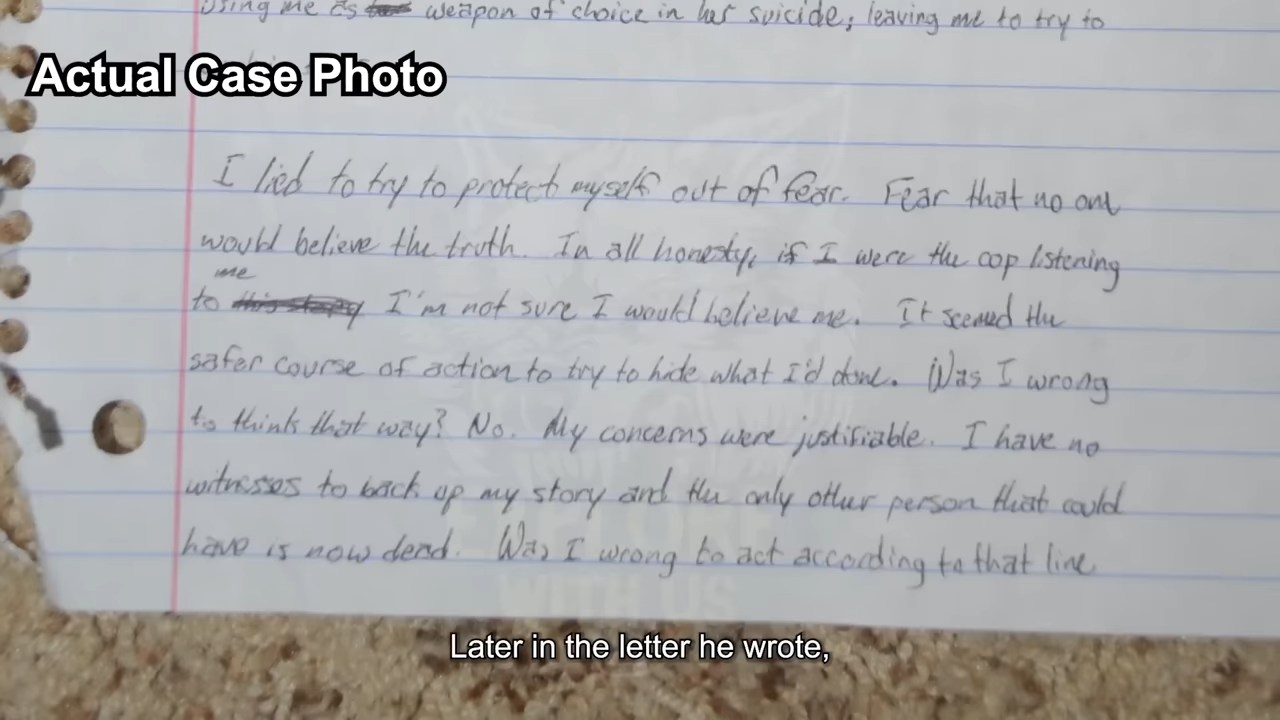 using me as weapon of choice in her suicide; leaving me to try to
Actual Case Photo
I lied to try to protect myself out of fear. Fear that no one
would believe the truth. In all honesty, if I were the cop listening
me
to this story I'm not sure I would believe me. It seemed the
safer course of action to try to hide what I'd done. Was I wrong
to think that way? No. My concerns were justifiable. I have no
witnesses to back up my story and the only other person that could
have is now dead. Was I wrong to act according to that line
EXPLORE
WITH US
Later in the letter he wrote,